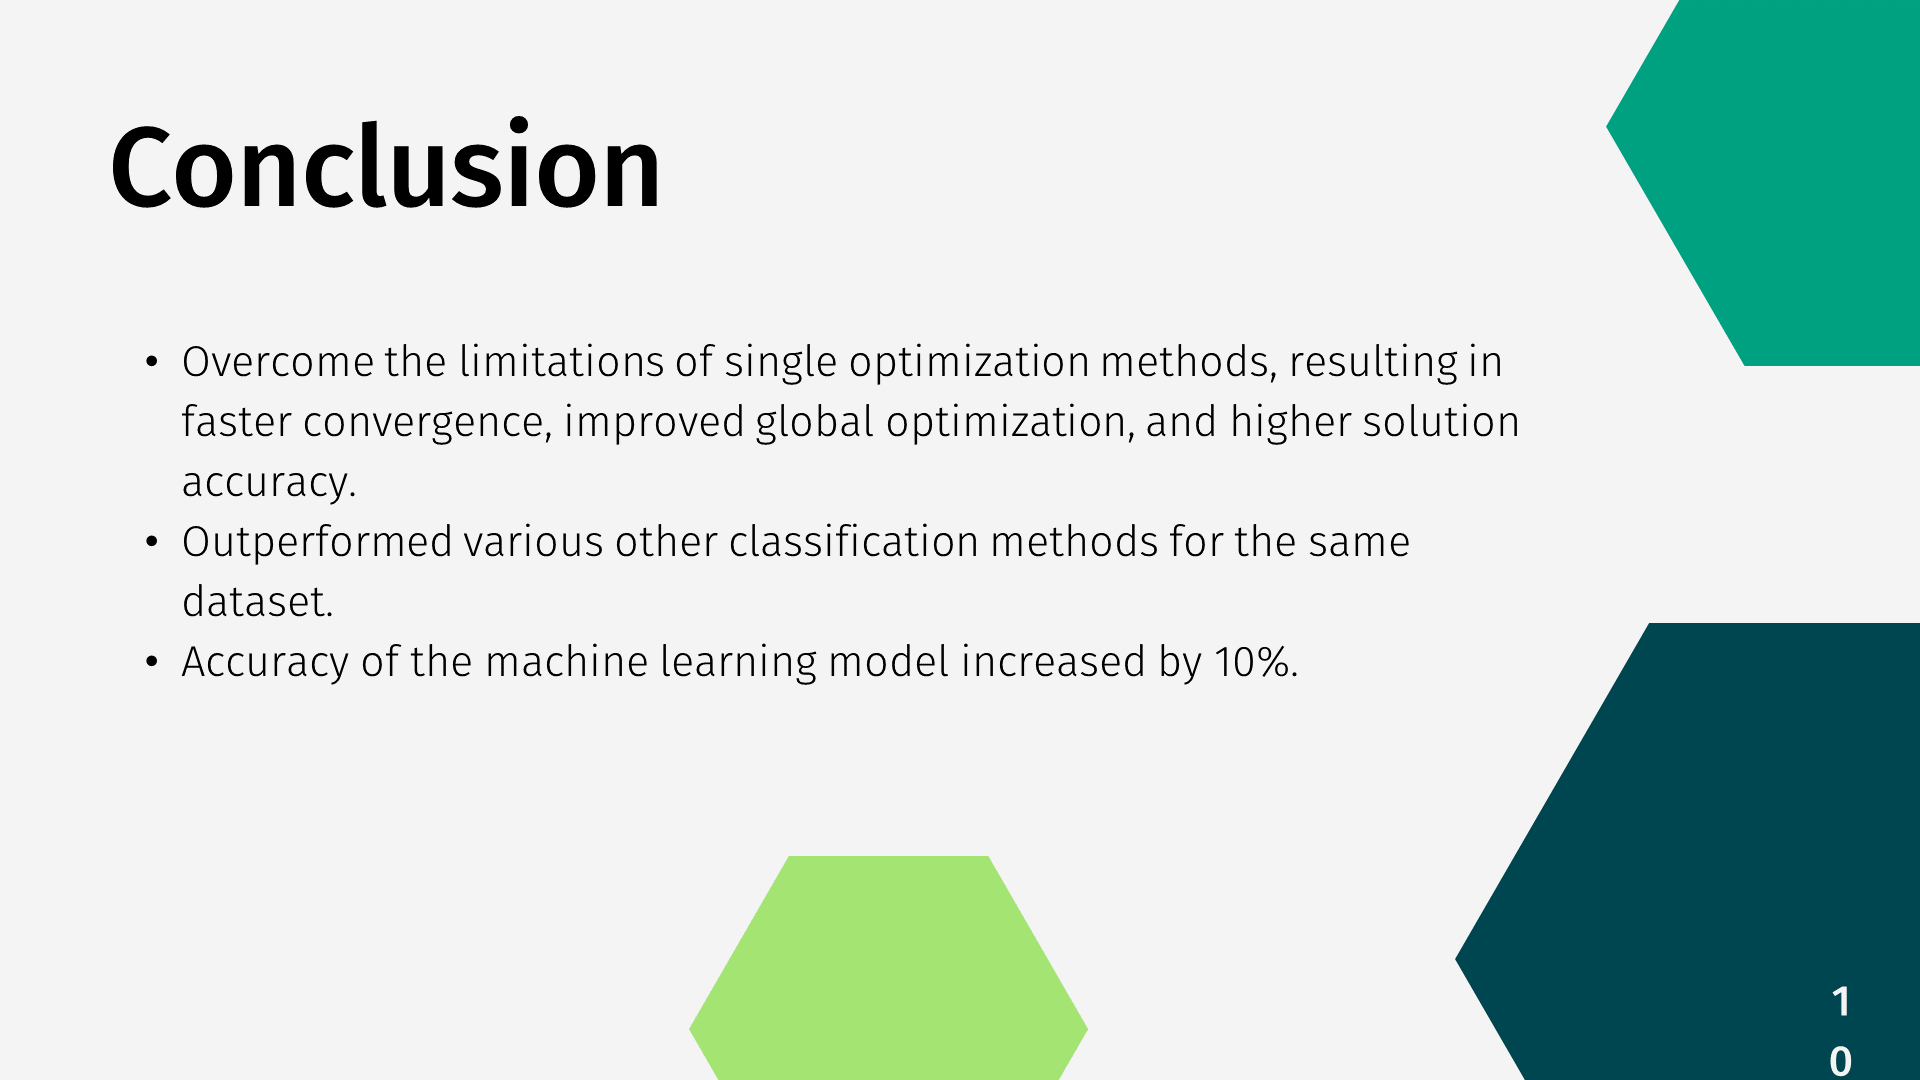 Conclusion
• Overcome the limitations of single optimization methods, resulting in
faster convergence, improved global optimization, and higher solution
accuracy.
• Outperformed various other classification methods for the same
dataset.
• Accuracy of the machine learning model increased by 10%.
1
0